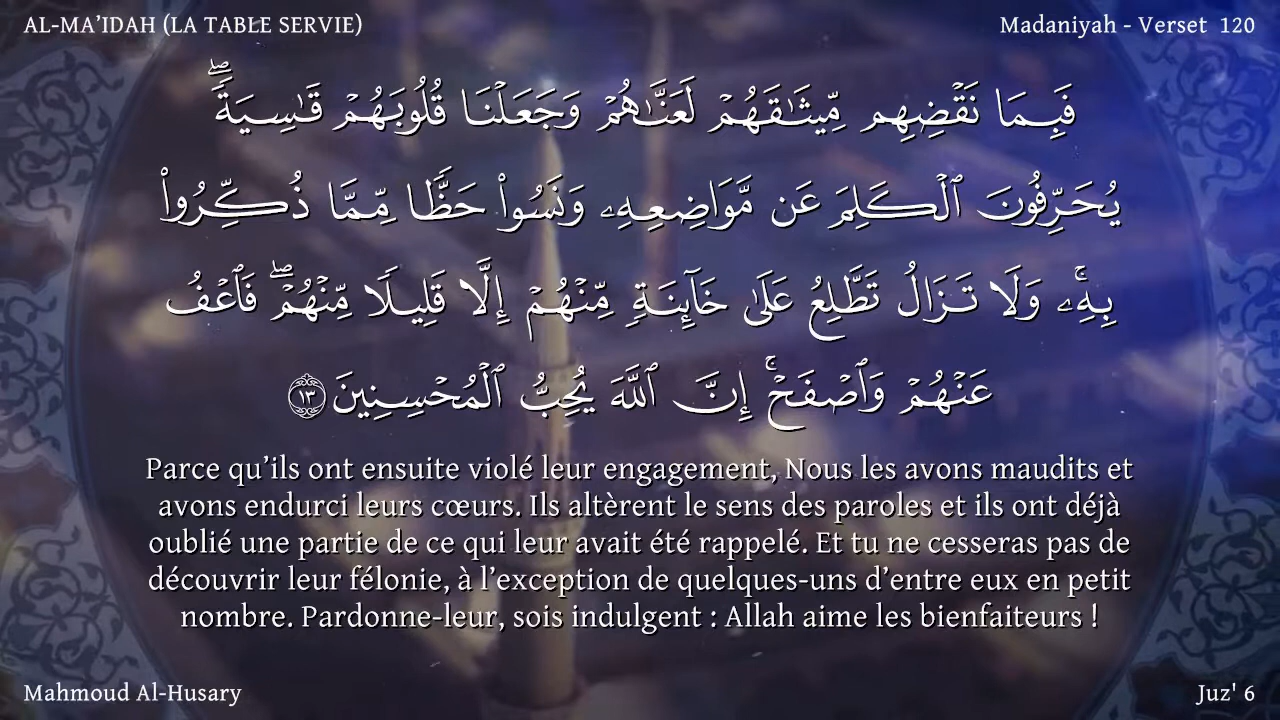 AL-MA’IDAH (LA TABLE SERVIE)
Madaniyah - Verset 120
فَبِمَا نَقْضِهِم مِّيثَـٰقَهُمْ لَعَنَّـٰهُمْ وَجَعَلْنَا قُلُوبَهُمْ قَـٰسِيَةًۖ
يُحَرِّفُونَ ٱلْكَلِمَ عَن مَّوَاضِعِهِۦ وَنَسُوا۟ حَظًّا مِّمَّا ذُكِّرُوا۟
بِهِۦۚ وَلَا تَزَالُ تَطَّلِعُ عَلَىٰ خَآئِنَةٍ مِّنْهُمْ إِلَّا قَلِيلًا مِّنْهُمْۖ فَٱعْفُ
عَنْهُمْ وَٱصْفَحْۚ إِنَّ ٱللَّهَ يُحِبُّ ٱلْمُحْسِنِينَ ١٣
Parce qu’ils ont ensuite violé leur engagement, Nous les avons maudits et
avons endurci leurs cœurs. Ils altèrent le sens des paroles et ils ont déjà
oublié une partie de ce qui leur avait été rappelé. Et tu ne cesseras pas de
découvrir leur félonie, à l’exception de quelques-uns d’entre eux en petit
nombre. Pardonne-leur, sois indulgent : Allah aime les bienfaiteurs !
Mahmoud Al-Husary
Juz' 6